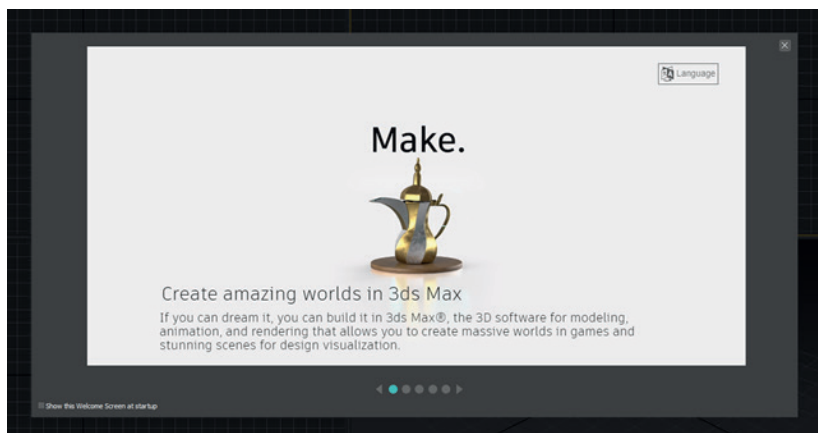 Language
Make.
Create amazing worlds in 3ds Max
If you can dream it, you can build it in 3ds Max®, the 3D software for modeling,
animation, and rendering that allows you to create massive worlds in games and
stunning scenes for design visualization.
Show this Welcome Screen at startup